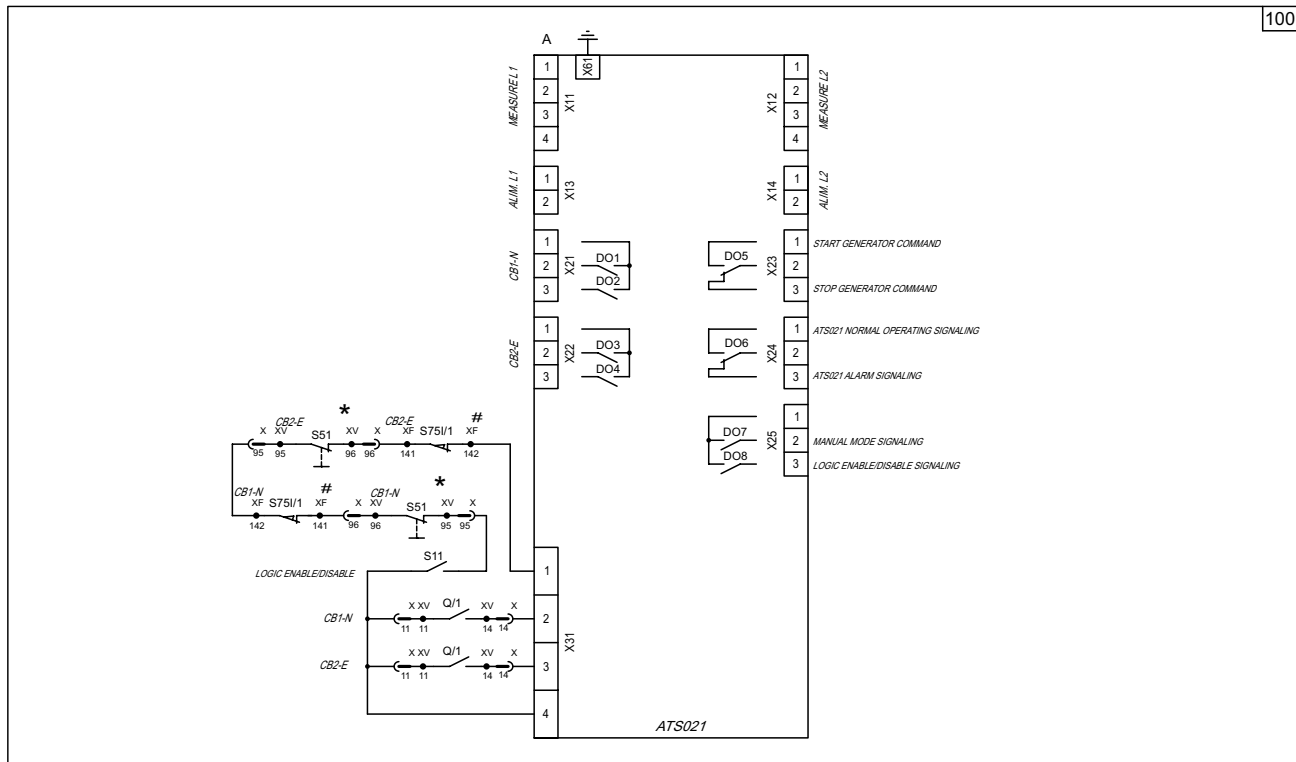 100
A
X61
MEASURE L1
1
2
3
4
X11
X12
1
2
3
4
MEASURE L2
ALIM. L1
1
2
X13
X14
1
2
ALIM. L2
CB1-N
1
2
3
X21
DO1
DO2
DO5
X23
1 START GENERATOR COMMAND
2
3 STOP GENERATOR COMMAND
CB2-E
1
2
3
X22
DO3
DO4
DO6
X24
1 ATS021 NORMAL OPERATING SIGNALING
2
3 ATS021 ALARM SIGNALING
DO7
DO8
X25
1
2 MANUAL MODE SIGNALING
3 LOGIC ENABLE/DISABLE SIGNALING
* #
CB2-E CB2-E
X XV S51 XV X XF S75I/1 XF
95 95 96 96 141 142
# *
CB1-N CB1-N
XF S75I/1 XF X XV S51 XV X
142 141 96 96 95 95
S11
LOGIC ENABLE/DISABLE
1
X XV Q/1 XV X
CB1-N
2
11 11 14 14
X31
X XV Q/1 XV X
CB2-E
3
11 11 14 14
4
ATS021